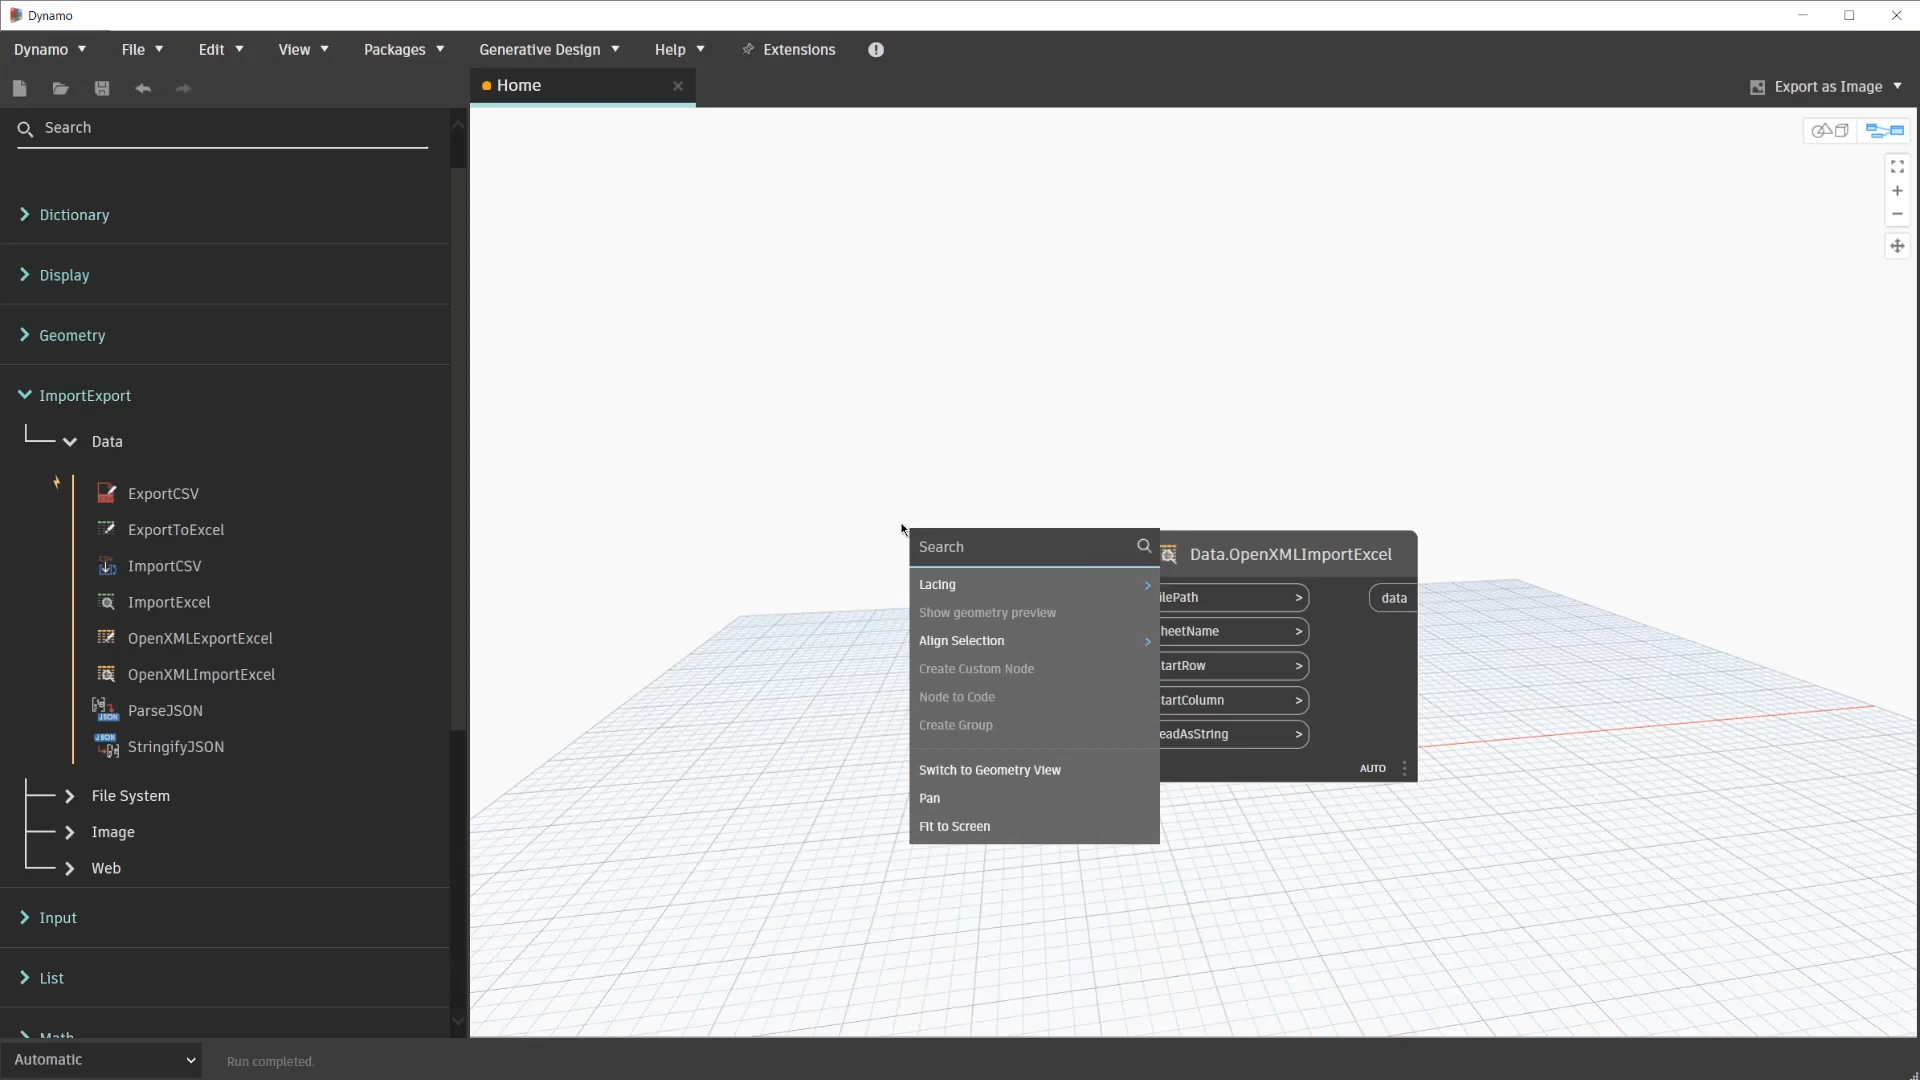 Dynamo
Dynamo File Edit View Packages Generative Design Help Extensions
Home
Export as Image
Search
Dictionary
Display
Geometry
ImportExport
Data
ExportCSV
ExportToExcel
ImportCSV
ImportExcel
OpenXMLExportExcel
OpenXMLImportExcel
ParseJSON
StringifyJSON
File System
Image
Web
Input
List
Math
Search
Lacing
Show geometry preview
Align Selection
Create Custom Node
Node to Code
Create Group
Switch to Geometry View
Pan
Fit to Screen
Data.OpenXMLImportExcel
ilePath > data
heetName >
tartRow >
tartColumn >
eadAsString >
AUTO
Automatic Run completed.